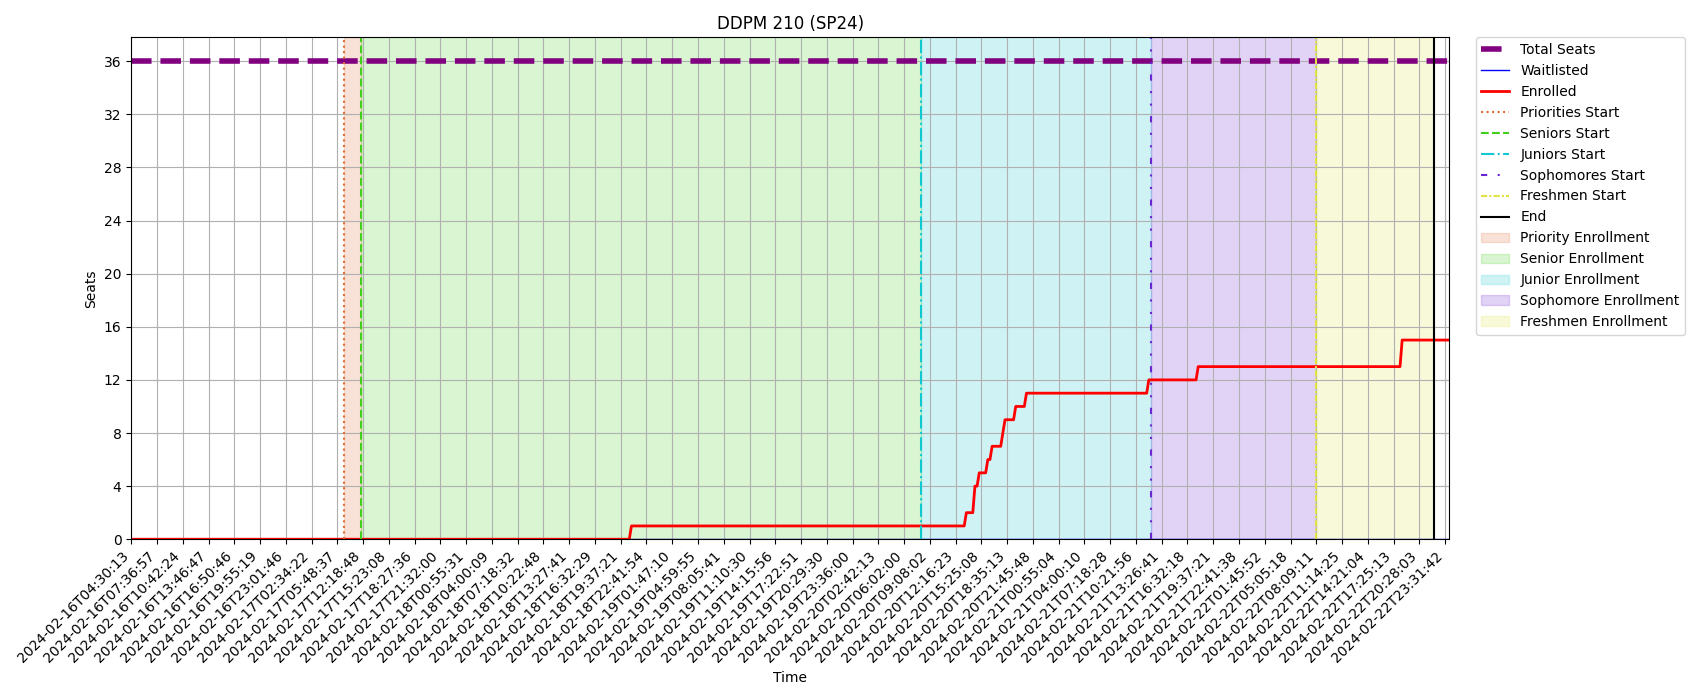 DDPM 210 (SP24)
36
32
28
24
20
16
12
8
4
0
Seats
2024-02-16T04:30:13
2024-02-16T07:36:57
2024-02-16T10:42:24
2024-02-16T13:46:47
2024-02-16T16:50:46
2024-02-16T19:55:19
2024-02-16T23:01:46
2024-02-17T02:34:22
2024-02-17T05:48:37
2024-02-17T12:18:48
2024-02-17T15:23:08
2024-02-17T18:27:36
2024-02-17T21:32:00
2024-02-18T00:55:31
2024-02-18T04:00:09
2024-02-18T07:18:32
2024-02-18T10:22:48
2024-02-18T13:27:41
2024-02-18T16:32:29
2024-02-18T19:37:21
2024-02-18T22:41:54
2024-02-19T01:47:10
2024-02-19T04:59:55
2024-02-19T08:05:41
2024-02-19T11:10:30
2024-02-19T14:15:56
2024-02-19T17:22:51
2024-02-19T20:29:30
2024-02-19T23:36:00
2024-02-20T02:42:13
2024-02-20T06:02:00
2024-02-20T09:08:02
2024-02-20T12:16:23
2024-02-20T15:25:08
2024-02-20T18:35:13
2024-02-20T21:45:48
2024-02-21T00:55:04
2024-02-21T04:00:10
2024-02-21T07:18:28
2024-02-21T10:21:56
2024-02-21T13:26:41
2024-02-21T16:32:18
2024-02-21T19:37:21
2024-02-21T22:41:38
2024-02-22T01:45:52
2024-02-22T05:05:18
2024-02-22T08:09:11
2024-02-22T11:14:25
2024-02-22T14:21:04
2024-02-22T17:25:13
2024-02-22T20:28:03
2024-02-22T23:31:42
Time
Total Seats
Waitlisted
Enrolled
Priorities Start
Seniors Start
Juniors Start
Sophomores Start
Freshmen Start
End
Priority Enrollment
Senior Enrollment
Junior Enrollment
Sophomore Enrollment
Freshmen Enrollment